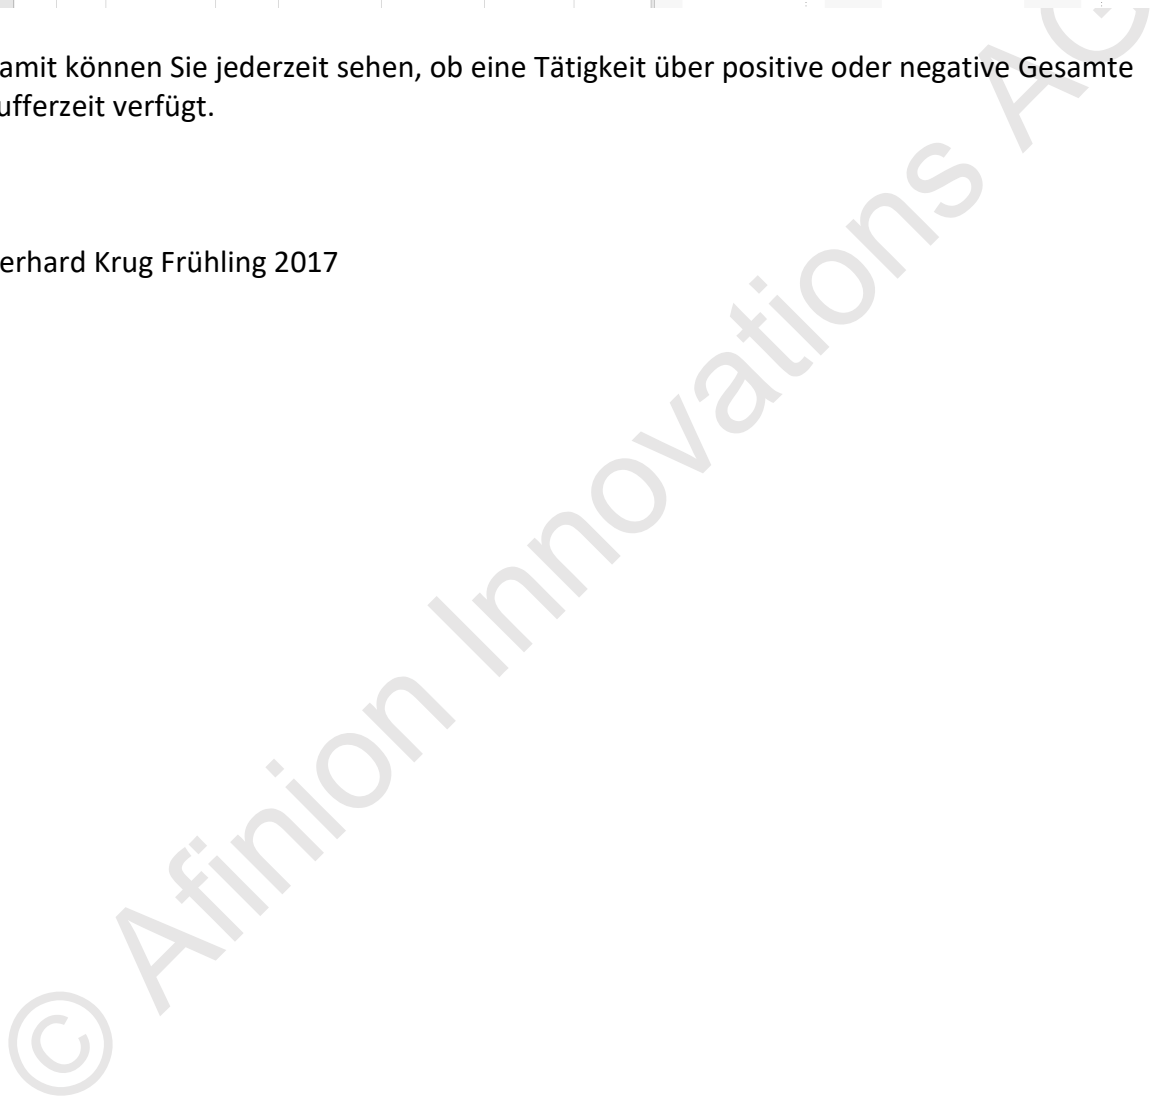 amit können Sie jederzeit sehen, ob eine Tätigkeit über positive oder negative Gesamte
ufferzeit verfügt.
erhard Krug Frühling 2017
© Afinion Innovations AG